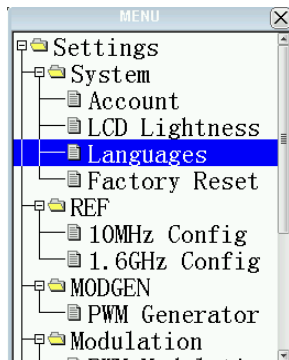 MENU
Settings
System
Account
LCD Lightness
Languages
Factory Reset
REF
10MHz Config
1.6GHz Config
MODGEN
PWM Generator
Modulation